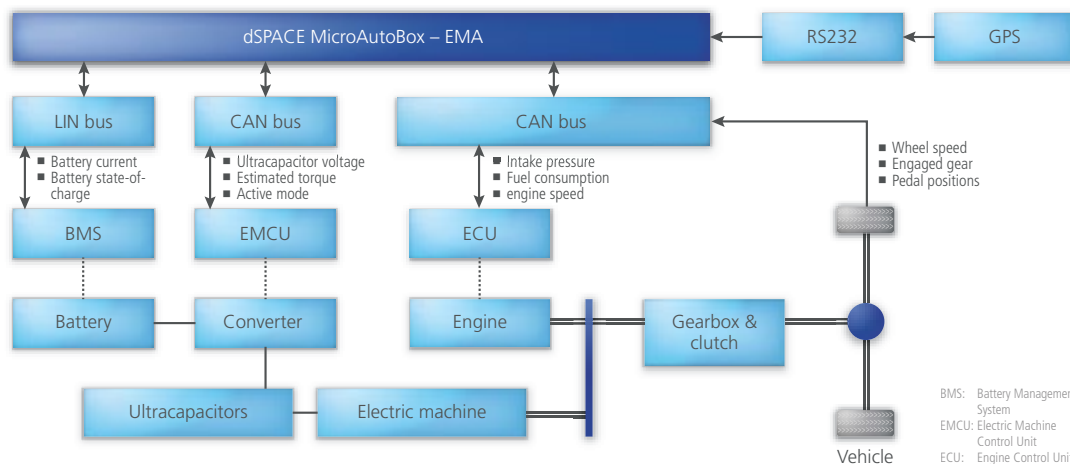 dSPACE MicroAutoBox – EMA
RS232
GPS
LIN bus
CAN bus
CAN bus
■ Battery current
■ Battery state-of-
charge
■ Ultracapacitor voltage
■ Estimated torque
■ Active mode
■ Intake pressure
■ Fuel consumption
■ engine speed
■ Wheel speed
■ Engaged gear
■ Pedal positions
BMS
EMCU
ECU
Battery
Converter
Engine
Gearbox &
clutch
Ultracapacitors
Electric machine
Vehicle
BMS: Battery Managemen
System
EMCU: Electric Machine
Control Unit
ECU: Engine Control Unit